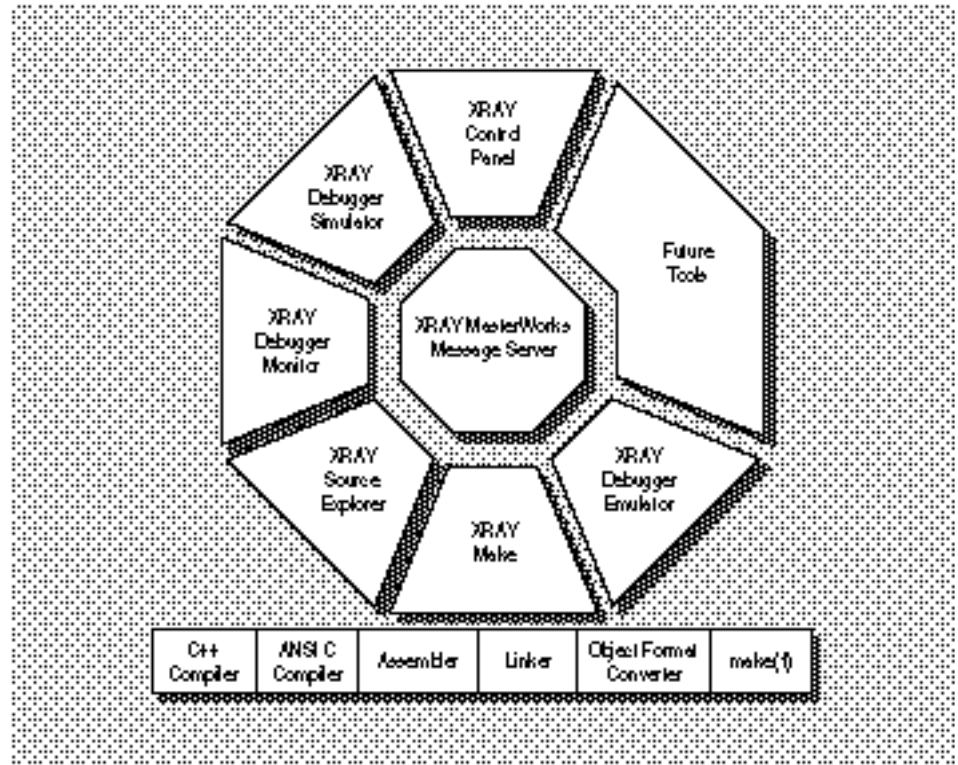 XRAY
Control
Panel
XRAY
Debugger
Simulator
Future
Tools
XRAY
Debugger
Monitor
XRAY MasterWorks
Message Server
XRAY
Source
Explorer
XRAY
Debugger
Emulator
XRAY
Make
C++
Compiler
ANSI C
Compiler
Assembler
Linker
Object Format
Converter
make(1)